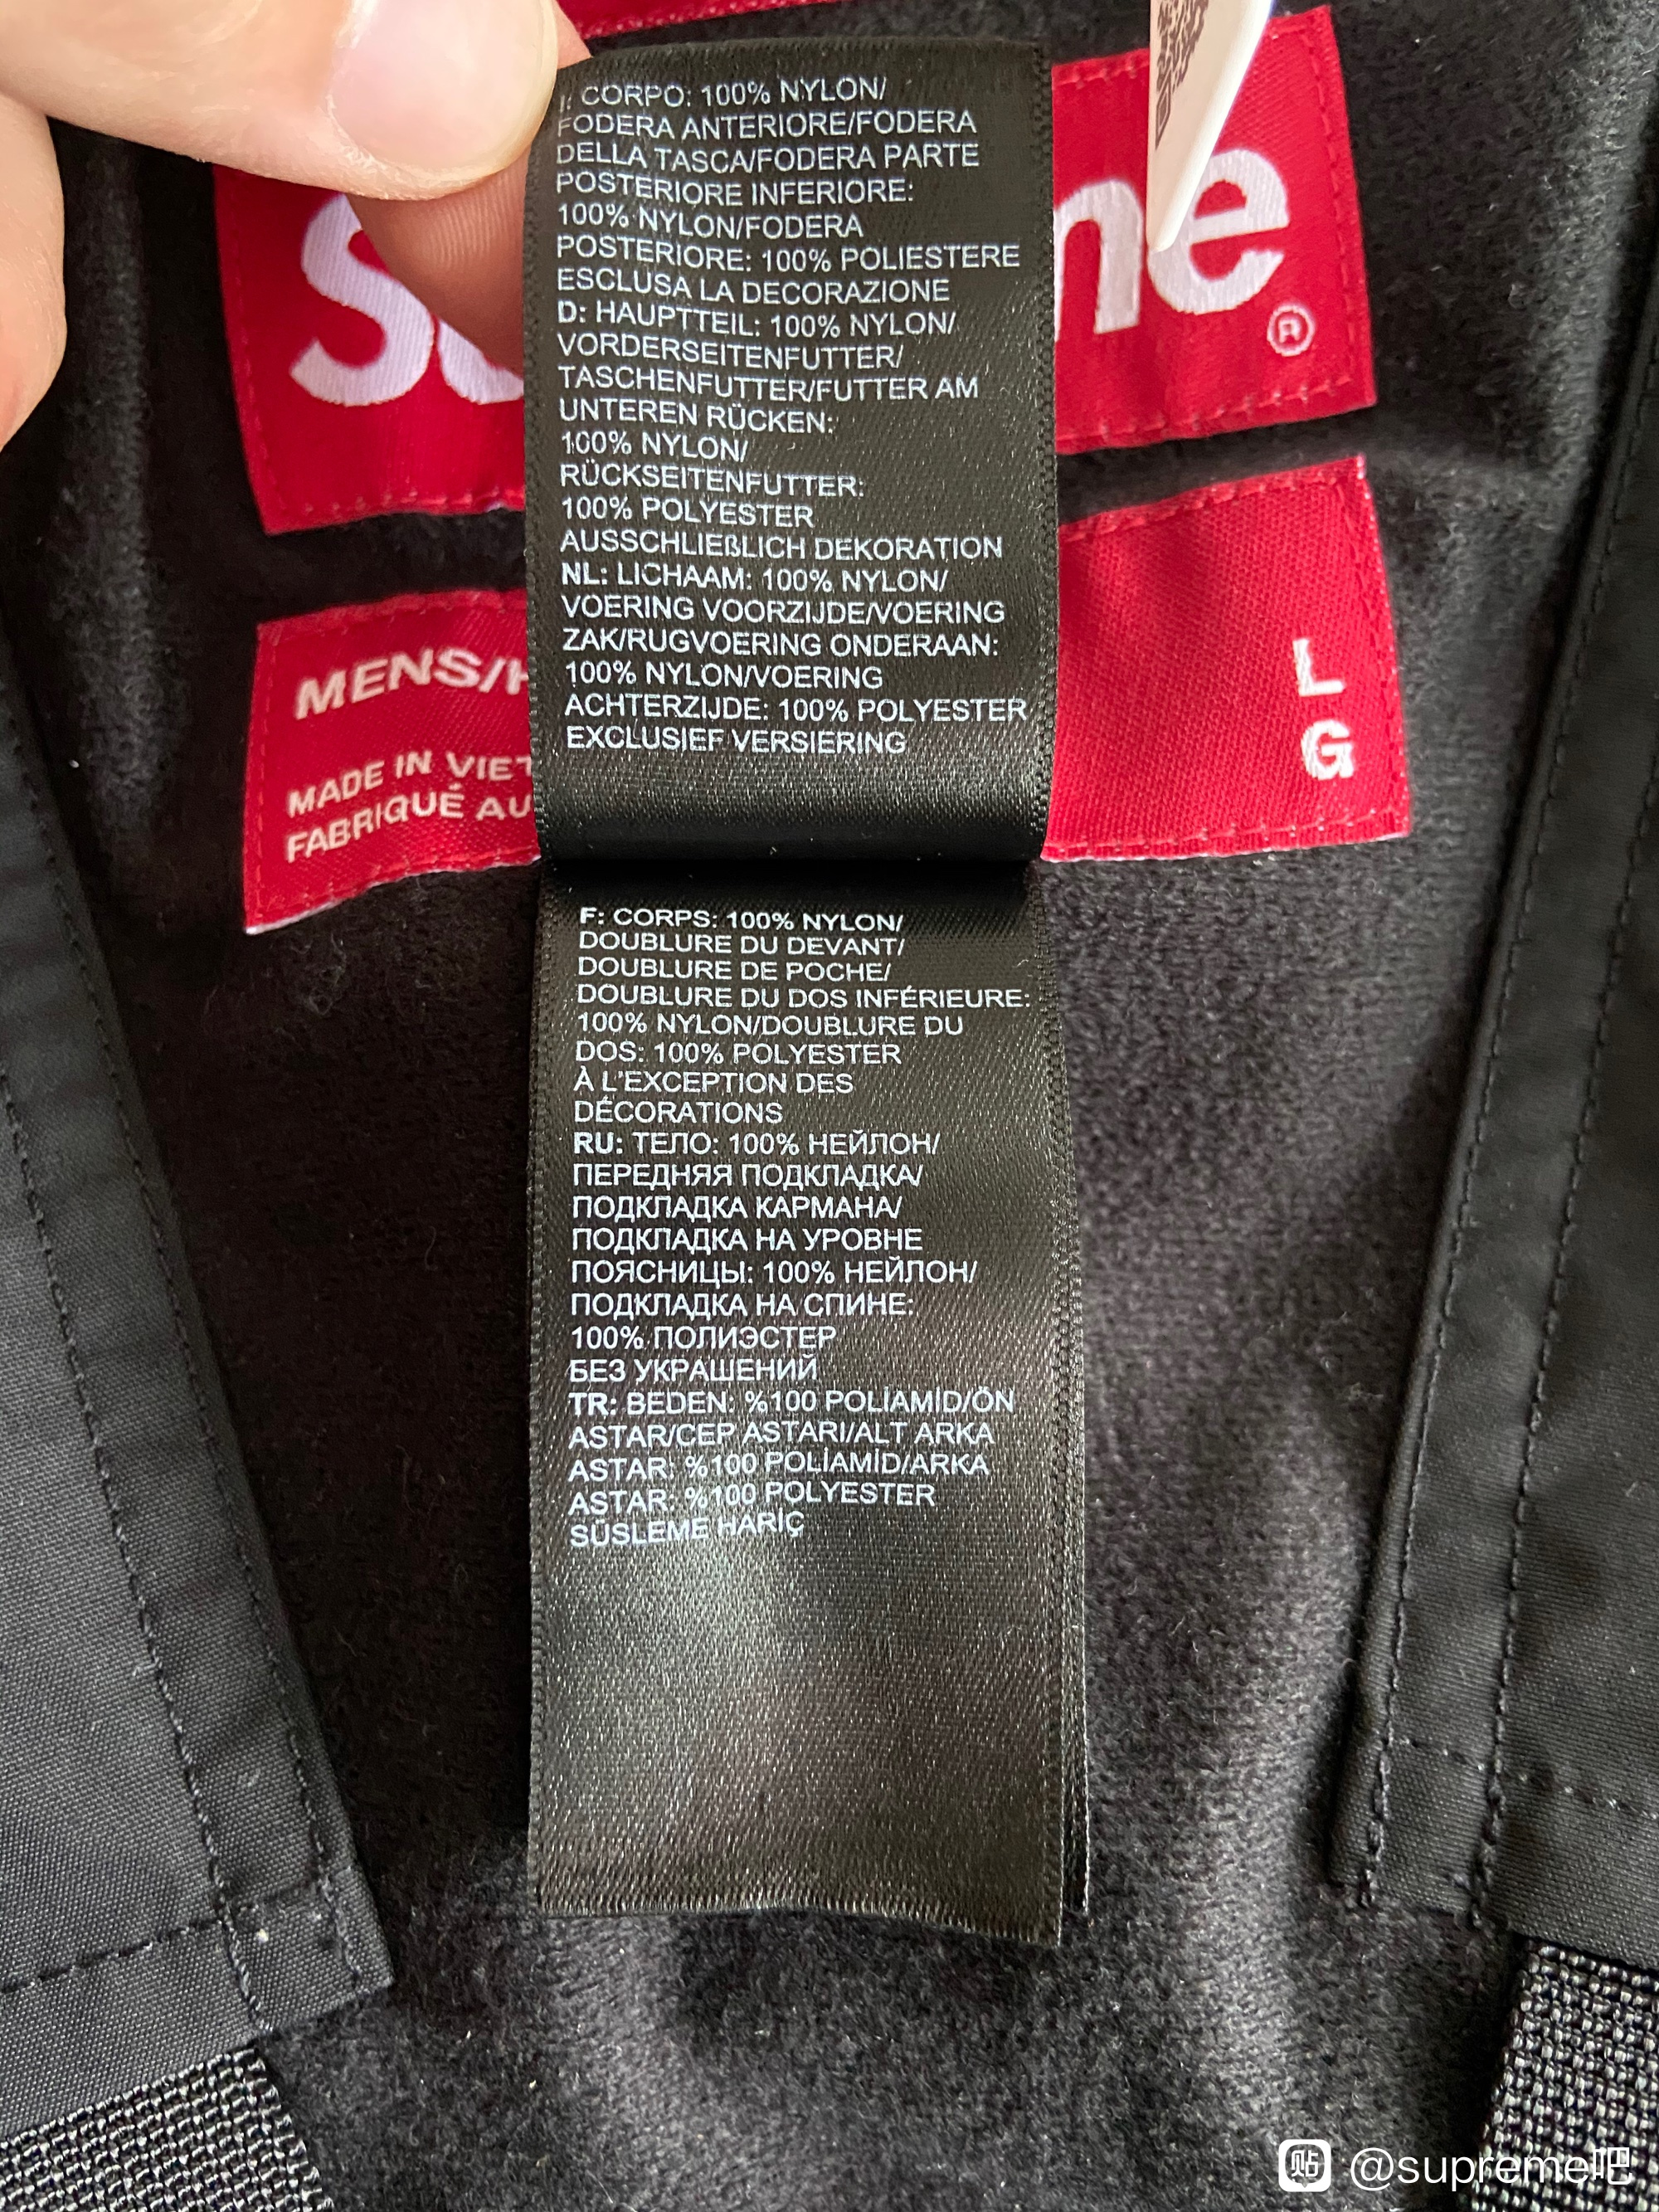 I: CORPO: 100% NYLON/
FODERA ANTERIORE/FODERA
DELLA TASCA/FODERA PARTE
POSTERIORE INFERIORE:
100% NYLON/FODERA
POSTERIORE: 100% POLIESTERE
ESCLUSA LA DECORAZIONE
D: HAUPTTEIL: 100% NYLON/
VORDERSEITENFUTTER/
TASCHENFUTTER/FUTTER AM
UNTEREN RÜCKEN:
100% NYLON/
RÜCKSEITENFUTTER:
100% POLYESTER
AUSSCHLIEßLICH DEKORATION
NL: LICHAAM: 100% NYLON/
VOERING VOORZIJDE/VOERING
ZAK/RUGVOERING ONDERAAN:
100% NYLON/VOERING
ACHTERZIJDE: 100% POLYESTER
EXCLUSIEF VERSIERING
F: CORPS: 100% NYLON/
DOUBLURE DU DEVANT/
DOUBLURE DE POCHE/
DOUBLURE DU DOS INFÉRIEURE:
100% NYLON/DOUBLURE DU
DOS: 100% POLYESTER
À L'EXCEPTION DES
DÉCORATIONS
RU: ТЕЛО: 100% НЕЙЛОН/
ПЕРЕДНЯЯ ПОДКЛАДКА/
ПОДКЛАДКА КАРМАНА/
ПОДКЛАДКА НА УРОВНЕ
ПОЯСНИЦЫ: 100% НЕЙЛОН/
ПОДКЛАДКА НА СПИНЕ:
100% ПОЛИЭСТЕР
БЕЗ УКРАШЕНИЙ
TR: BEDEN: %100 POLİAMİD/ÖN
ASTAR/CEP ASTARI/ALT ARKA
ASTAR: %100 POLİAMİD/ARKA
ASTAR: %100 POLYESTER
SÜSLEME HARİÇ
®
MENS/
L
G
MADE IN
FABRIQUÉ AU
贴 @supreme吧